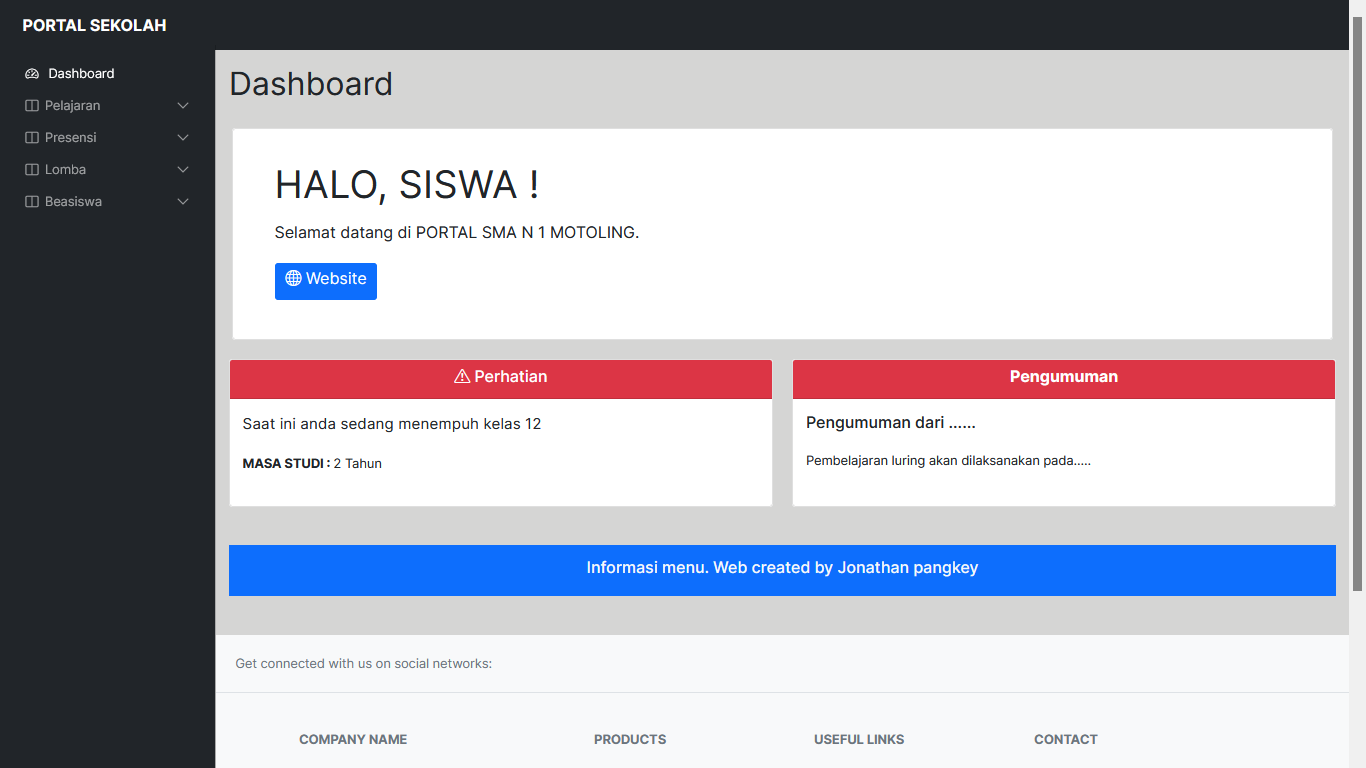 PORTAL SEKOLAH
Dashboard
Pelajaran
Presensi
Lomba
Beasiswa
Dashboard
HALO, SISWA !
Selamat datang di PORTAL SMA N 1 MOTOLING.
Website
Perhatian
Saat ini anda sedang menempuh kelas 12
MASA STUDI : 2 Tahun
Pengumuman
Pengumuman dari ......
Pembelajaran luring akan dilaksanakan pada.....
Informasi menu. Web created by Jonathan pangkey
Get connected with us on social networks:
COMPANY NAME
PRODUCTS
USEFUL LINKS
CONTACT